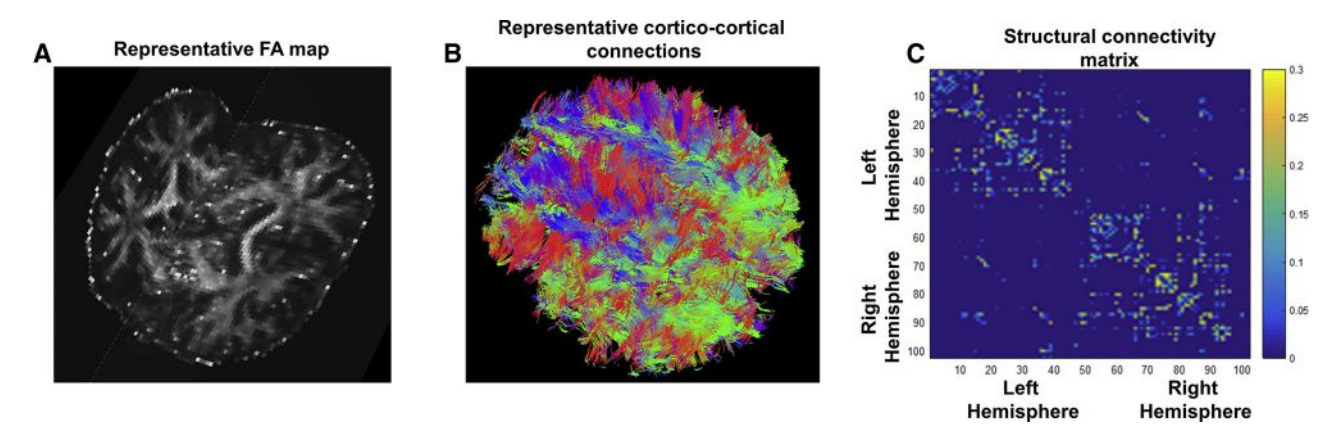 A
Representative FA map
B
Representative cortico-cortical
connections
C
Structural connectivity
matrix
Left
Hemisphere
Right
Hemisphere
10
20
30
40
50
60
70
80
90
100
10 20 30 40 50 60 70 80 90 100
Left
Hemisphere
Right
Hemisphere
0.3
0.25
0.2
0.15
0.1
0.05
0